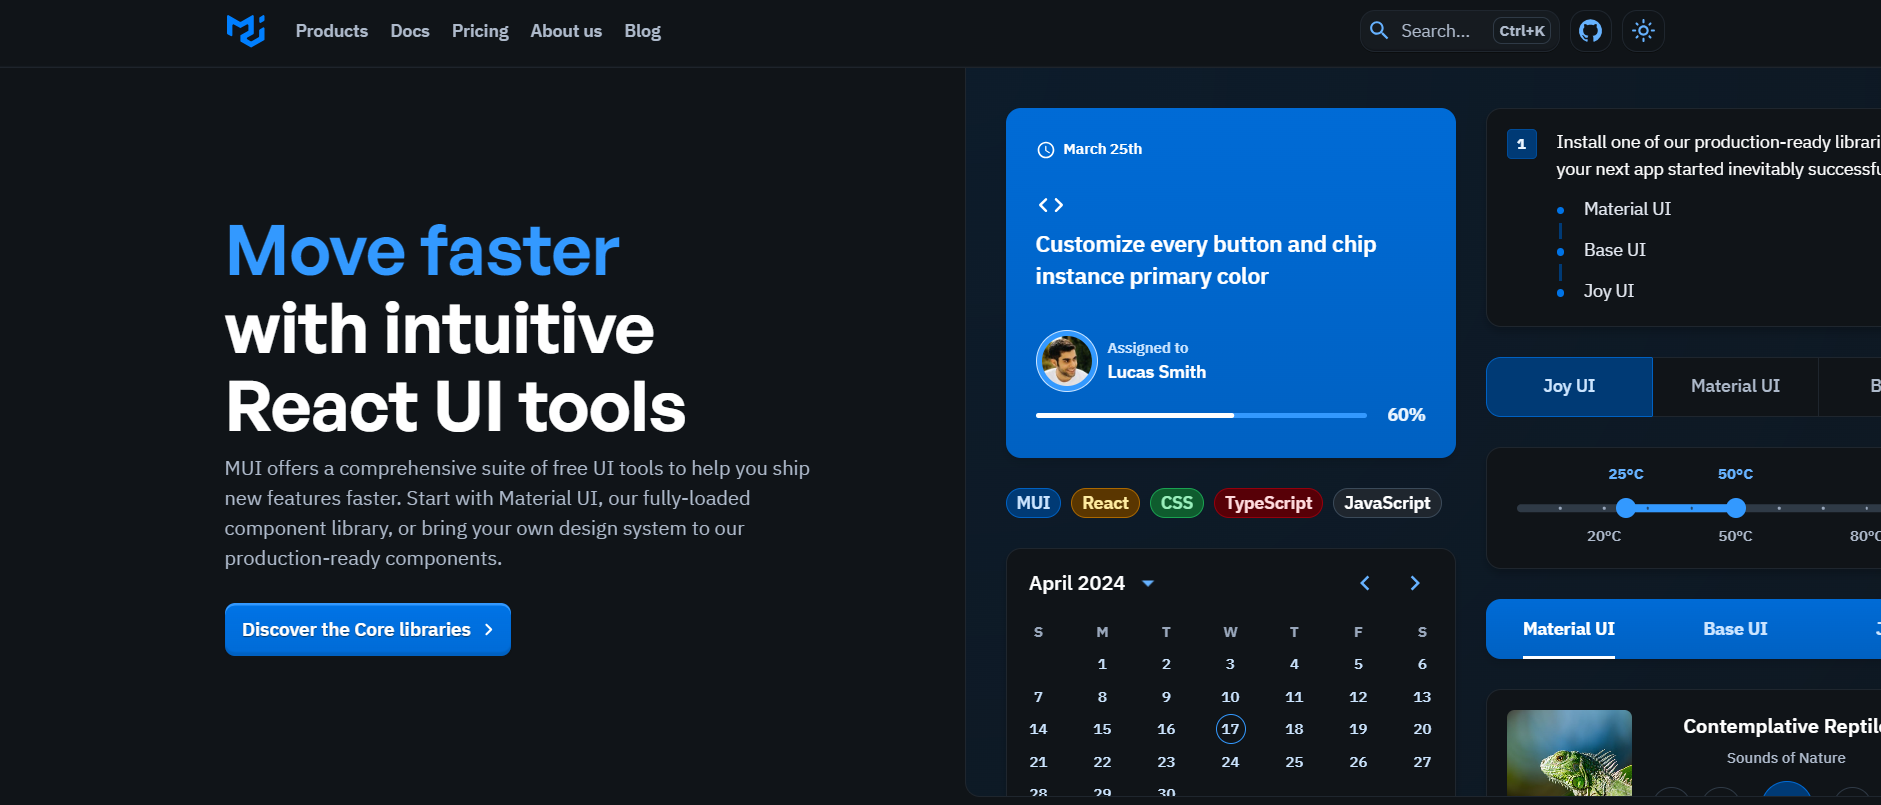 Products Docs Pricing About us Blog
Search... Ctrl+K
Move faster
with intuitive
React UI tools
MUI offers a comprehensive suite of free UI tools to help you ship
new features faster. Start with Material UI, our fully-loaded
component library, or bring your own design system to our
production-ready components.
Discover the Core libraries
March 25th
Customize every button and chip
instance primary color
Assigned to
Lucas Smith
60%
MUI React CSS TypeScript JavaScript
April 2024
S M T W T F S
1 2 3 4 5 6
7 8 9 10 11 12 13
14 15 16 17 18 19 20
21 22 23 24 25 26 27
28 29 30
1
Install one of our production-ready librari
your next app started inevitably successfu
Material UI
Base UI
Joy UI
Joy UI Material UI B
25°C 50°C
20°C 50°C 80°C
Material UI Base UI J
Contemplative Reptile
Sounds of Nature